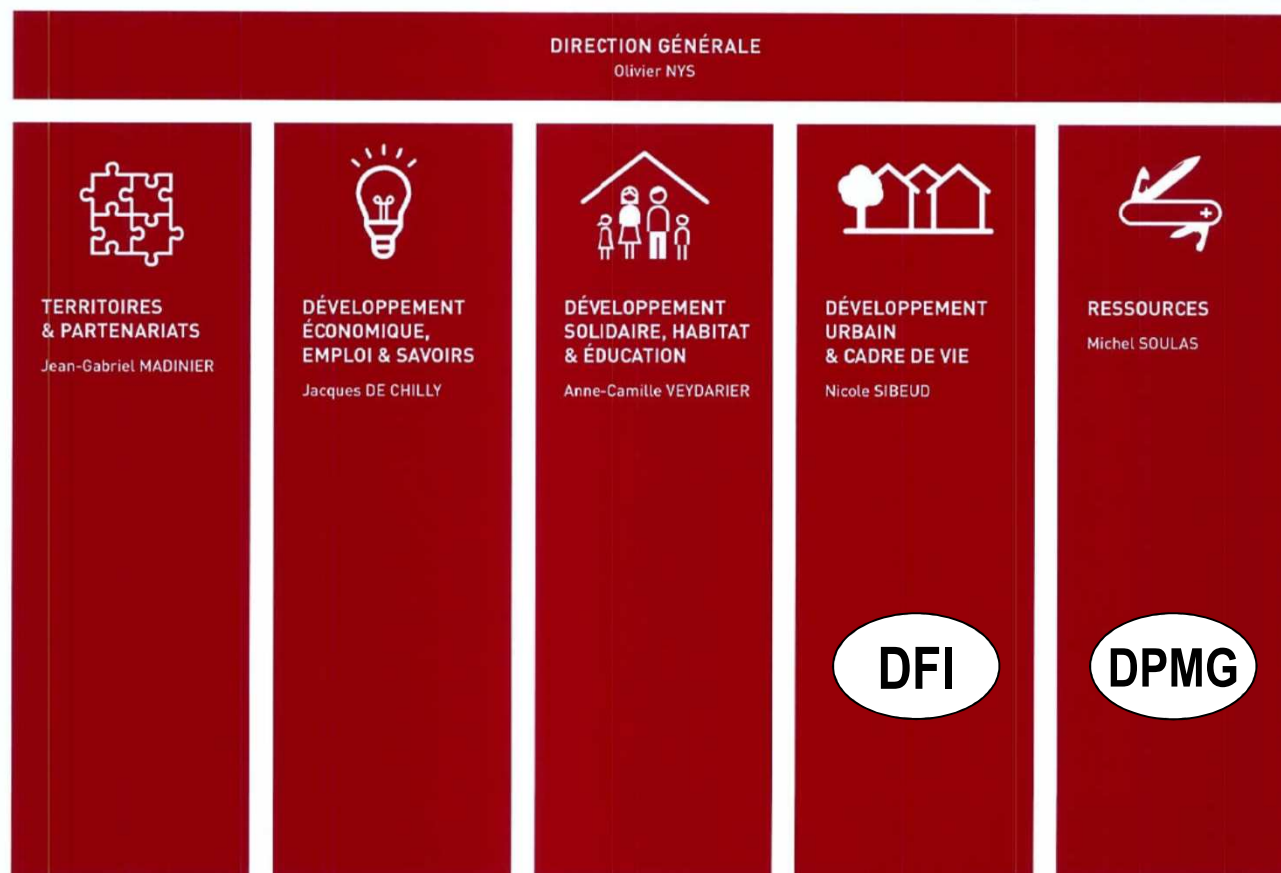 DIRECTION GÉNÉRALE
Olivier NYS
TERRITOIRES
& PARTENARIATS
Jean-Gabriel MADINIER
DÉVELOPPEMENT
ÉCONOMIQUE,
EMPLOI & SAVOIRS
Jacques DE CHILLY
DÉVELOPPEMENT
SOLIDAIRE, HABITAT
& ÉDUCATION
Anne-Camille VEYDARIER
DÉVELOPPEMENT
URBAIN
& CADRE DE VIE
Nicole SIBEUD
DFI
RESSOURCES
Michel SOULAS
DPMG